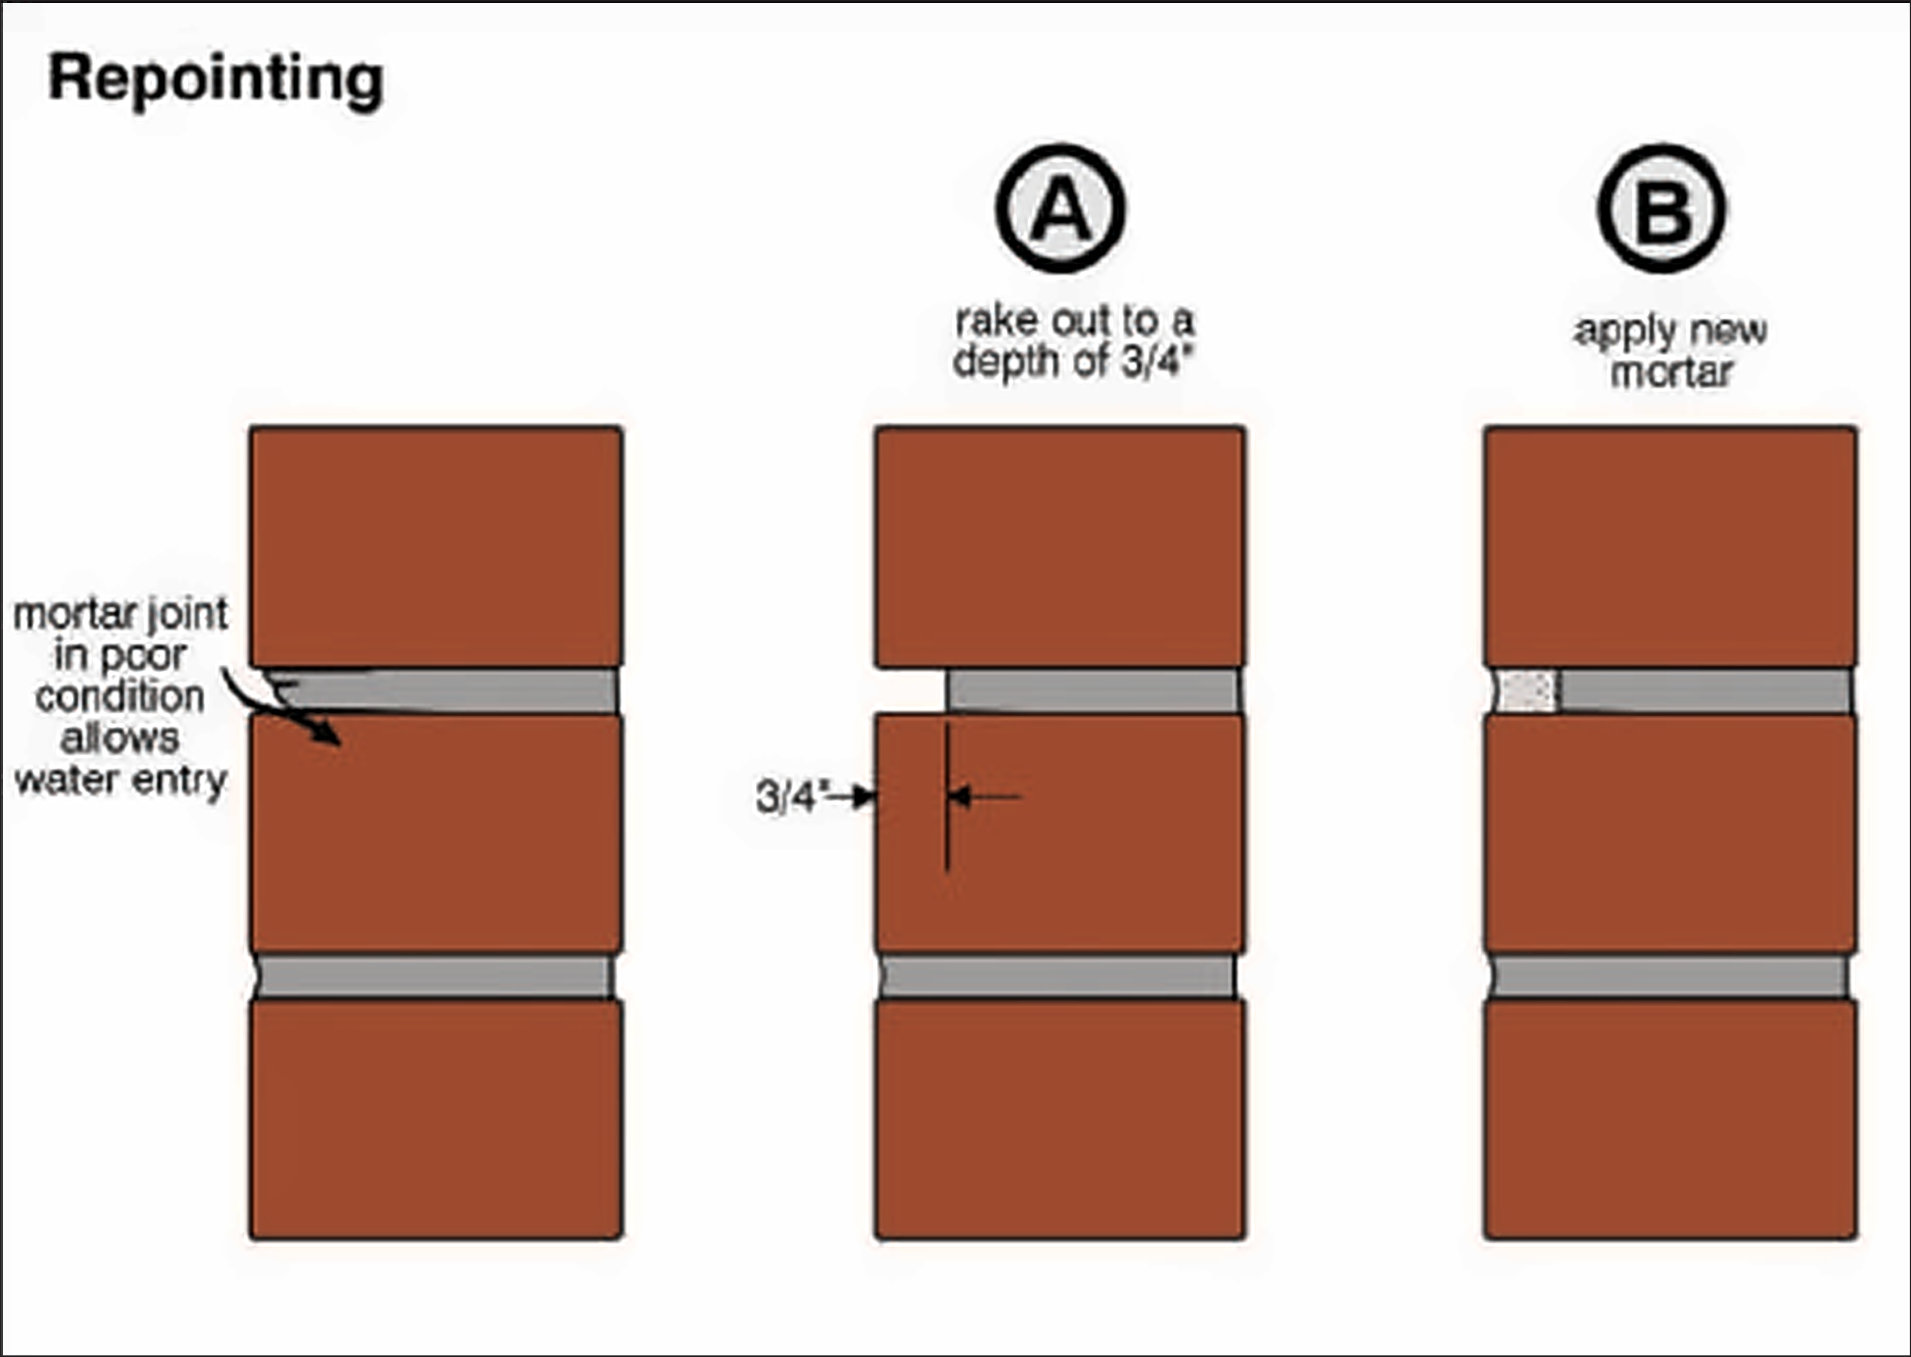 Repointing
A
rake out to a
depth of 3/4"
B
apply new
mortar
mortar joint
in poor
condition
allows
water entry
3/4"